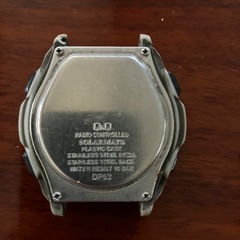 Q&Q
RADIO CONTROLLED
SOLARMATE
PLASTIC CASE
STAINLESS STEEL BEZEL
STAINLESS STEEL BACK
WATER RESIST 10 BAR
DP52